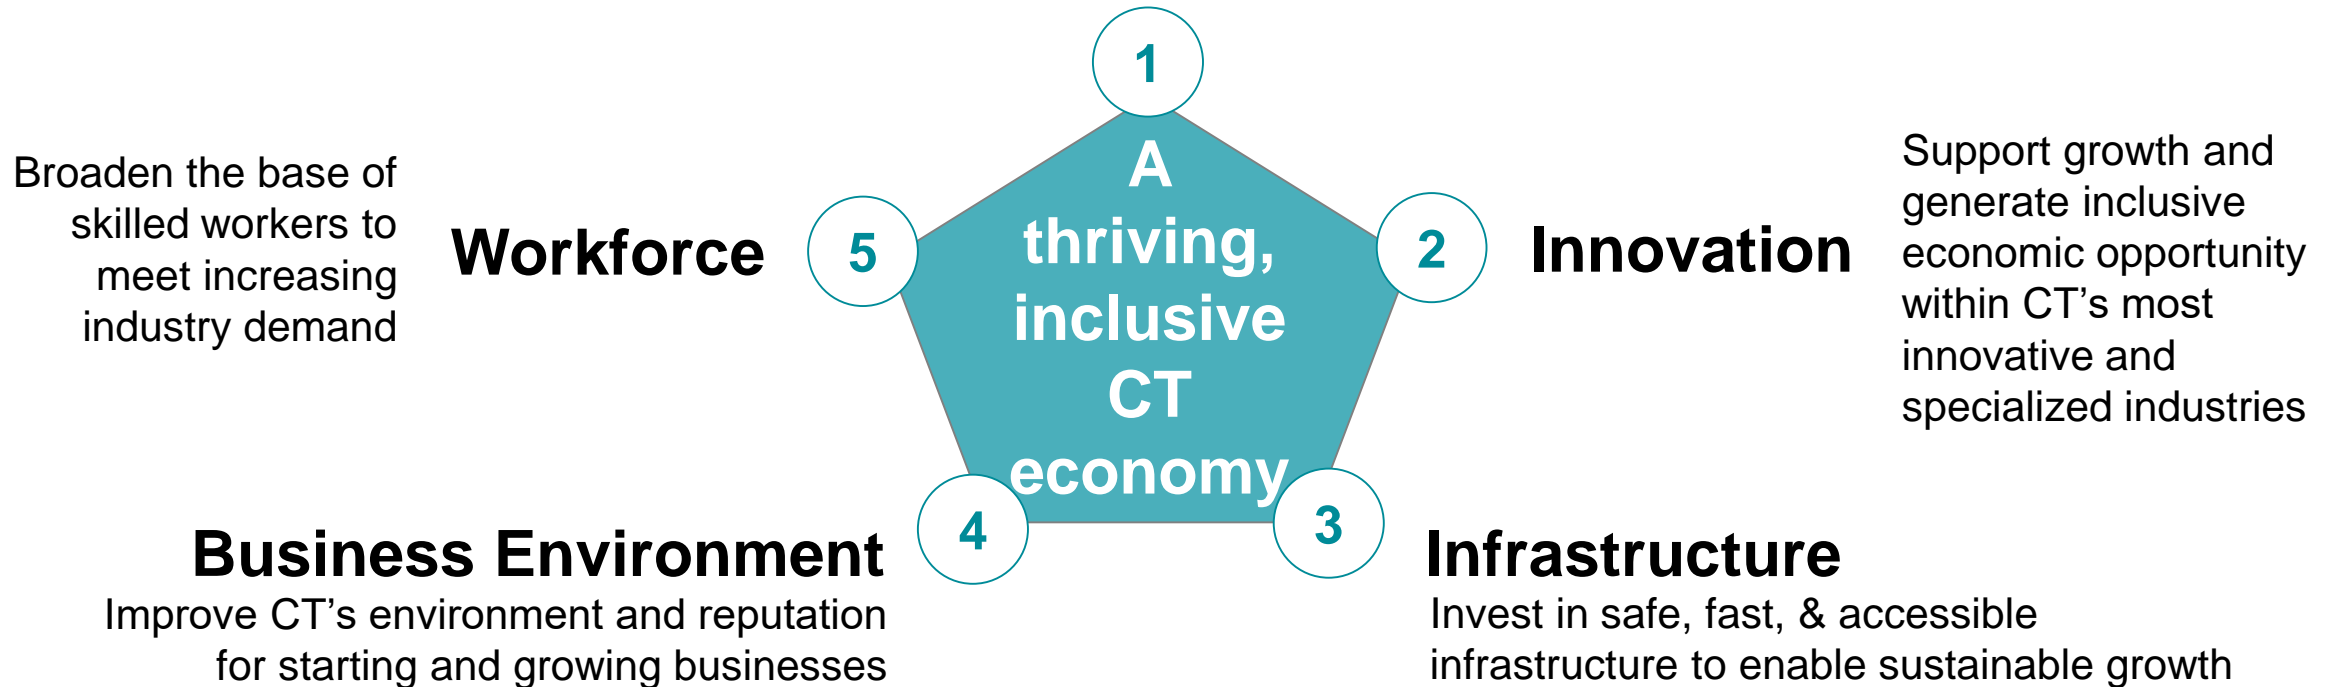 1
A
thriving,
inclusive
CT
economy
2
Innovation
Support growth and
generate inclusive
economic opportunity
within CT’s most
innovative and
specialized industries
3
Infrastructure
Invest in safe, fast, & accessible
infrastructure to enable sustainable growth
4
Business Environment
Improve CT’s environment and reputation
for starting and growing businesses
5
Workforce
Broaden the base of
skilled workers to
meet increasing
industry demand